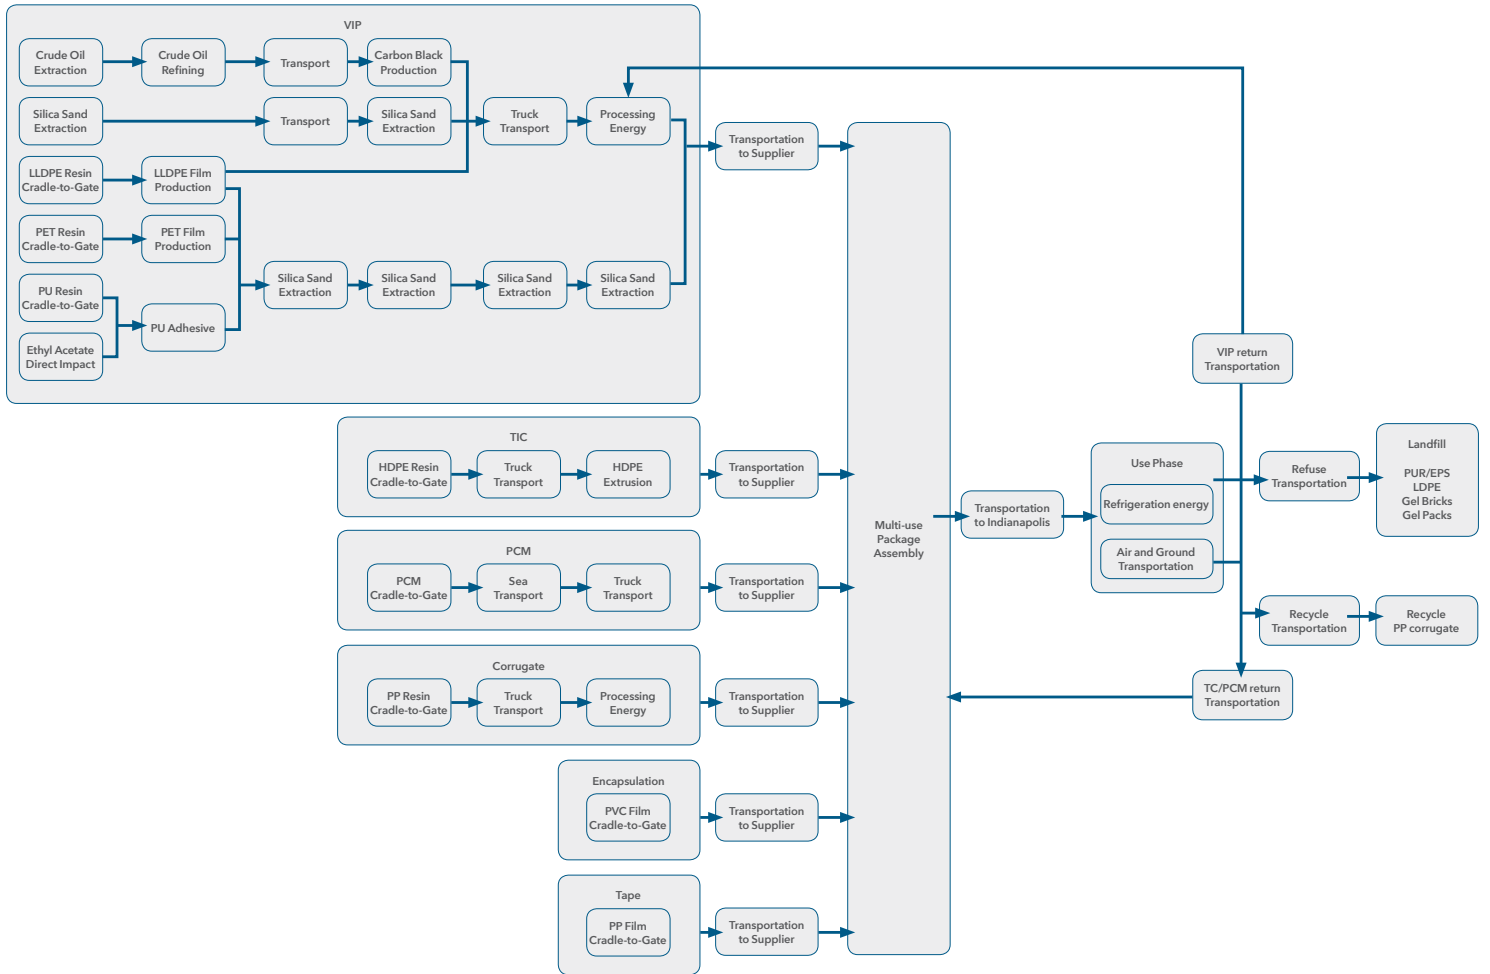 VIP
Crude Oil
Extraction
Crude Oil
Refining
Transport
Carbon Black
Production
Silica Sand
Extraction
Transport
Silica Sand
Extraction
Truck
Transport
Processing
Energy
LLDPE Resin
Cradle-to-Gate
LLDPE Film
Production
PET Resin
Cradle-to-Gate
PET Film
Production
PU Resin
Cradle-to-Gate
Ethyl Acetate
Direct Impact
PU Adhesive
Silica Sand
Extraction
Silica Sand
Extraction
Silica Sand
Extraction
Silica Sand
Extraction
Transportation
to Supplier
TIC
HDPE Resin
Cradle-to-Gate
Truck
Transport
HDPE
Extrusion
Transportation
to Supplier
PCM
PCM
Cradle-to-Gate
Sea
Transport
Truck
Transport
Transportation
to Supplier
Corrugate
PP Resin
Cradle-to-Gate
Truck
Transport
Processing
Energy
Transportation
to Supplier
Encapsulation
PVC Film
Cradle-to-Gate
Transportation
to Supplier
Tape
PP Film
Cradle-to-Gate
Transportation
to Supplier
Multi-use
Package
Assembly
Transportation
to Indianapolis
Use Phase
Refrigeration energy
Air and Ground
Transportation
VIP return
Transportation
Refuse
Transportation
Landfill
PUR/EPS
LDPE
Gel Bricks
Gel Packs
Recycle
Transportation
Recycle
PP corrugate
TC/PCM return
Transportation